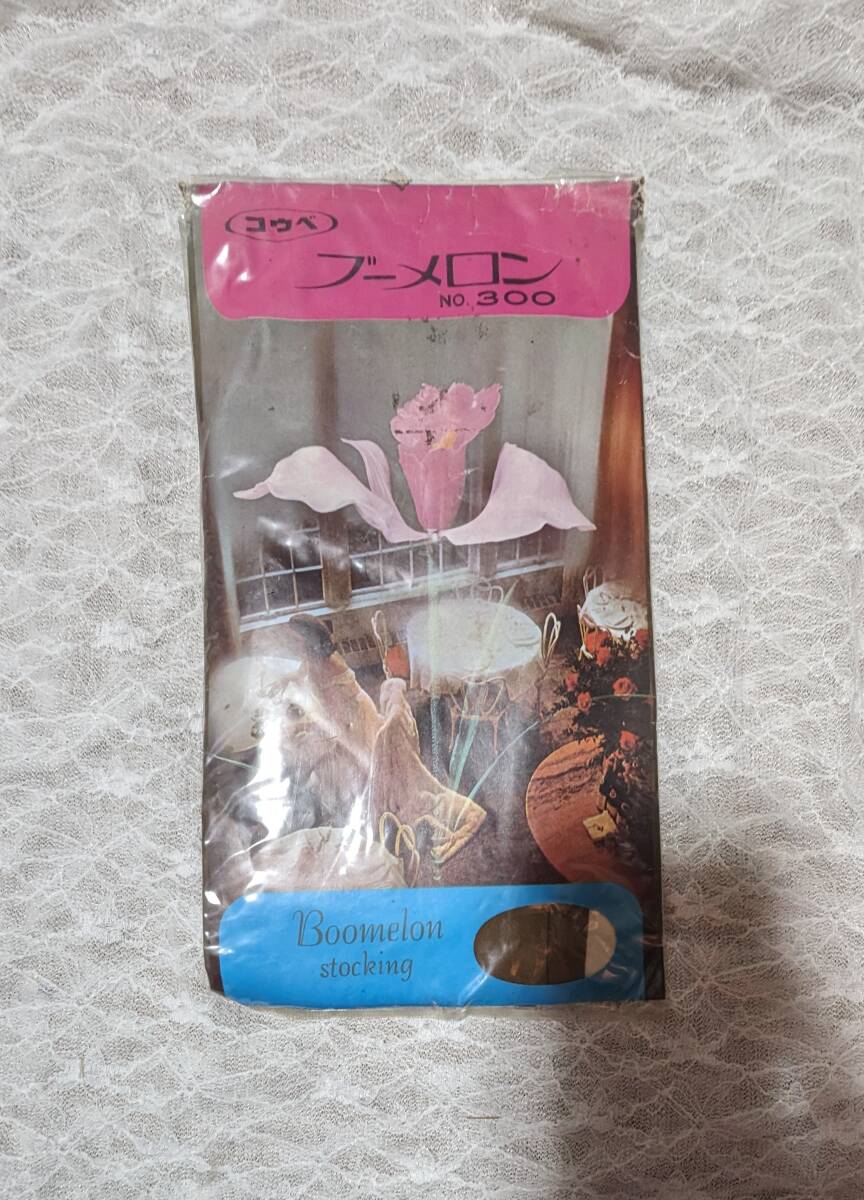 コウベ
ブーメロン
NO. 300
Boomelon
stocking